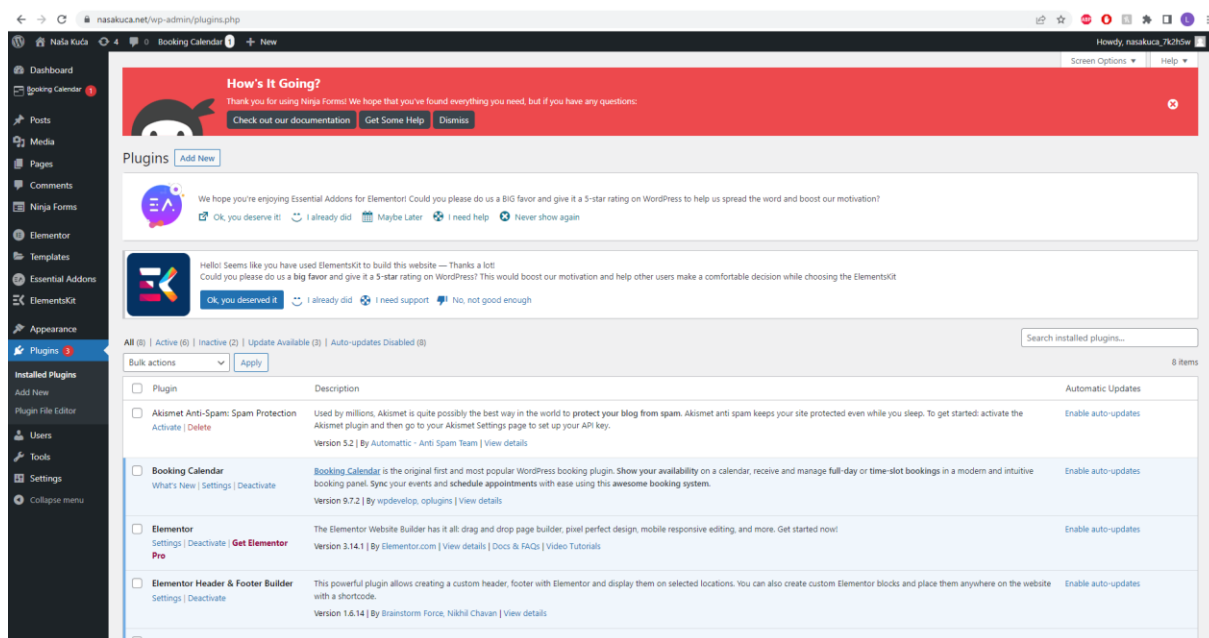 nasakuca.net/wp-admin/plugins.php
Naša Kuća 4 0 Booking Calendar 1 + New Howdy, nasakuca_7k2h5w
Screen Options ▼ Help ▼
Dashboard
Booking Calendar 1
Posts
Media
Pages
Comments
Ninja Forms
Elementor
Templates
Essential Addons
ElementsKit
Appearance
Plugins 3
Installed Plugins
Add New
Plugin File Editor
Users
Tools
Settings
Collapse menu
How's It Going?
Thank you for using Ninja Forms! We hope that you've found everything you need, but if you have any questions:
Check out our documentation Get Some Help Dismiss
Plugins Add New
We hope you're enjoying Essential Addons for Elementor! Could you please do us a BIG favor and give it a 5-star rating on WordPress to help us spread the word and boost our motivation?
Ok, you deserve it! I already did Maybe Later I need help Never show again
Hello! Seems like you have used ElementsKit to build this website — Thanks a lot!
Could you please do us a big favor and give it a 5-star rating on WordPress? This would boost our motivation and help other users make a comfortable decision while choosing the ElementsKit
Ok, you deserved it I already did I need support No, not good enough
All (8) | Active (6) | Inactive (2) | Update Available (3) | Auto-updates Disabled (8)
Search installed plugins...
Bulk actions Apply
8 items
Plugin Description Automatic Updates
Akismet Anti-Spam: Spam Protection
Activate | Delete
Used by millions, Akismet is quite possibly the best way in the world to protect your blog from spam. Akismet anti spam keeps your site protected even while you sleep. To get started: activate the
Akismet plugin and then go to your Akismet Settings page to set up your API key.
Version 5.2 | By Automattic - Anti Spam Team | View details
Enable auto-updates
Booking Calendar
What's New | Settings | Deactivate
Booking Calendar is the original first and most popular WordPress booking plugin. Show your availability on a calendar, receive and manage full-day or time-slot bookings in a modern and intuitive
booking panel. Sync your events and schedule appointments with ease using this awesome booking system.
Version 9.7.2 | By wpdevelop, oplugins | View details
Enable auto-updates
Elementor
Settings | Deactivate | Get Elementor
Pro
The Elementor Website Builder has it all: drag and drop page builder, pixel perfect design, mobile responsive editing, and more. Get started now!
Version 3.14.1 | By Elementor.com | View details | Docs & FAQs | Video Tutorials
Enable auto-updates
Elementor Header & Footer Builder
Settings | Deactivate
This powerful plugin allows creating a custom header, footer with Elementor and display them on selected locations. You can also create custom Elementor blocks and place them anywhere on the website
with a shortcode.
Version 1.6.14 | By Brainstorm Force, Nikhil Chavan | View details
Enable auto-updates